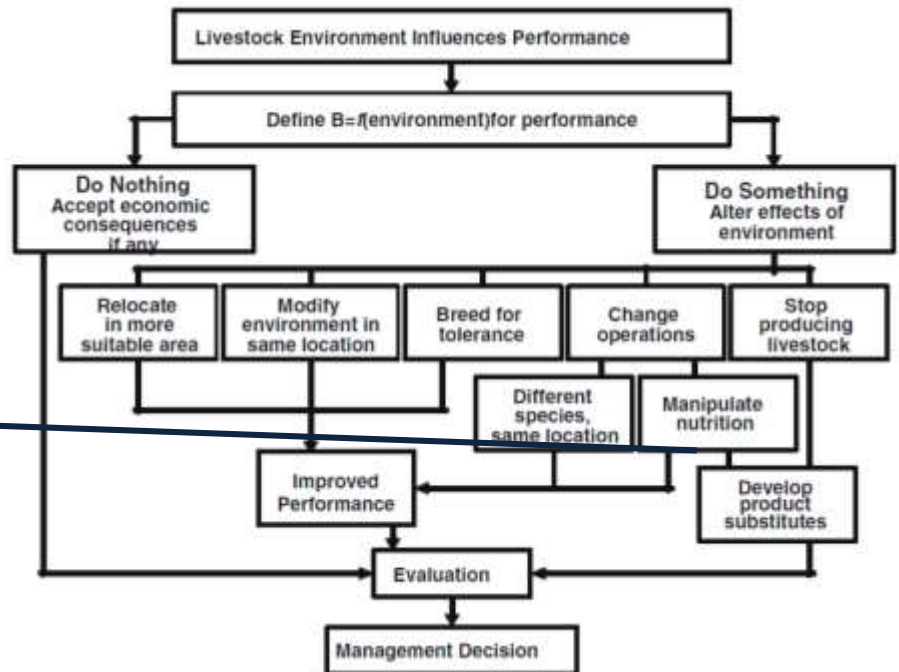 Livestock Environment Influences Performance
Define B=f(environment)for performance
Do Nothing
Accept economic
consequences
if any
Do Something
Alter effects of
environment
Relocate
in more
suitable area
Modify
environment in
same location
Breed for
tolerance
Change
operations
Stop
producing
livestock
Different
species,
same location
Manipulate
nutrition
Improved
Performance
Develop
product
substitutes
Evaluation
Management Decision